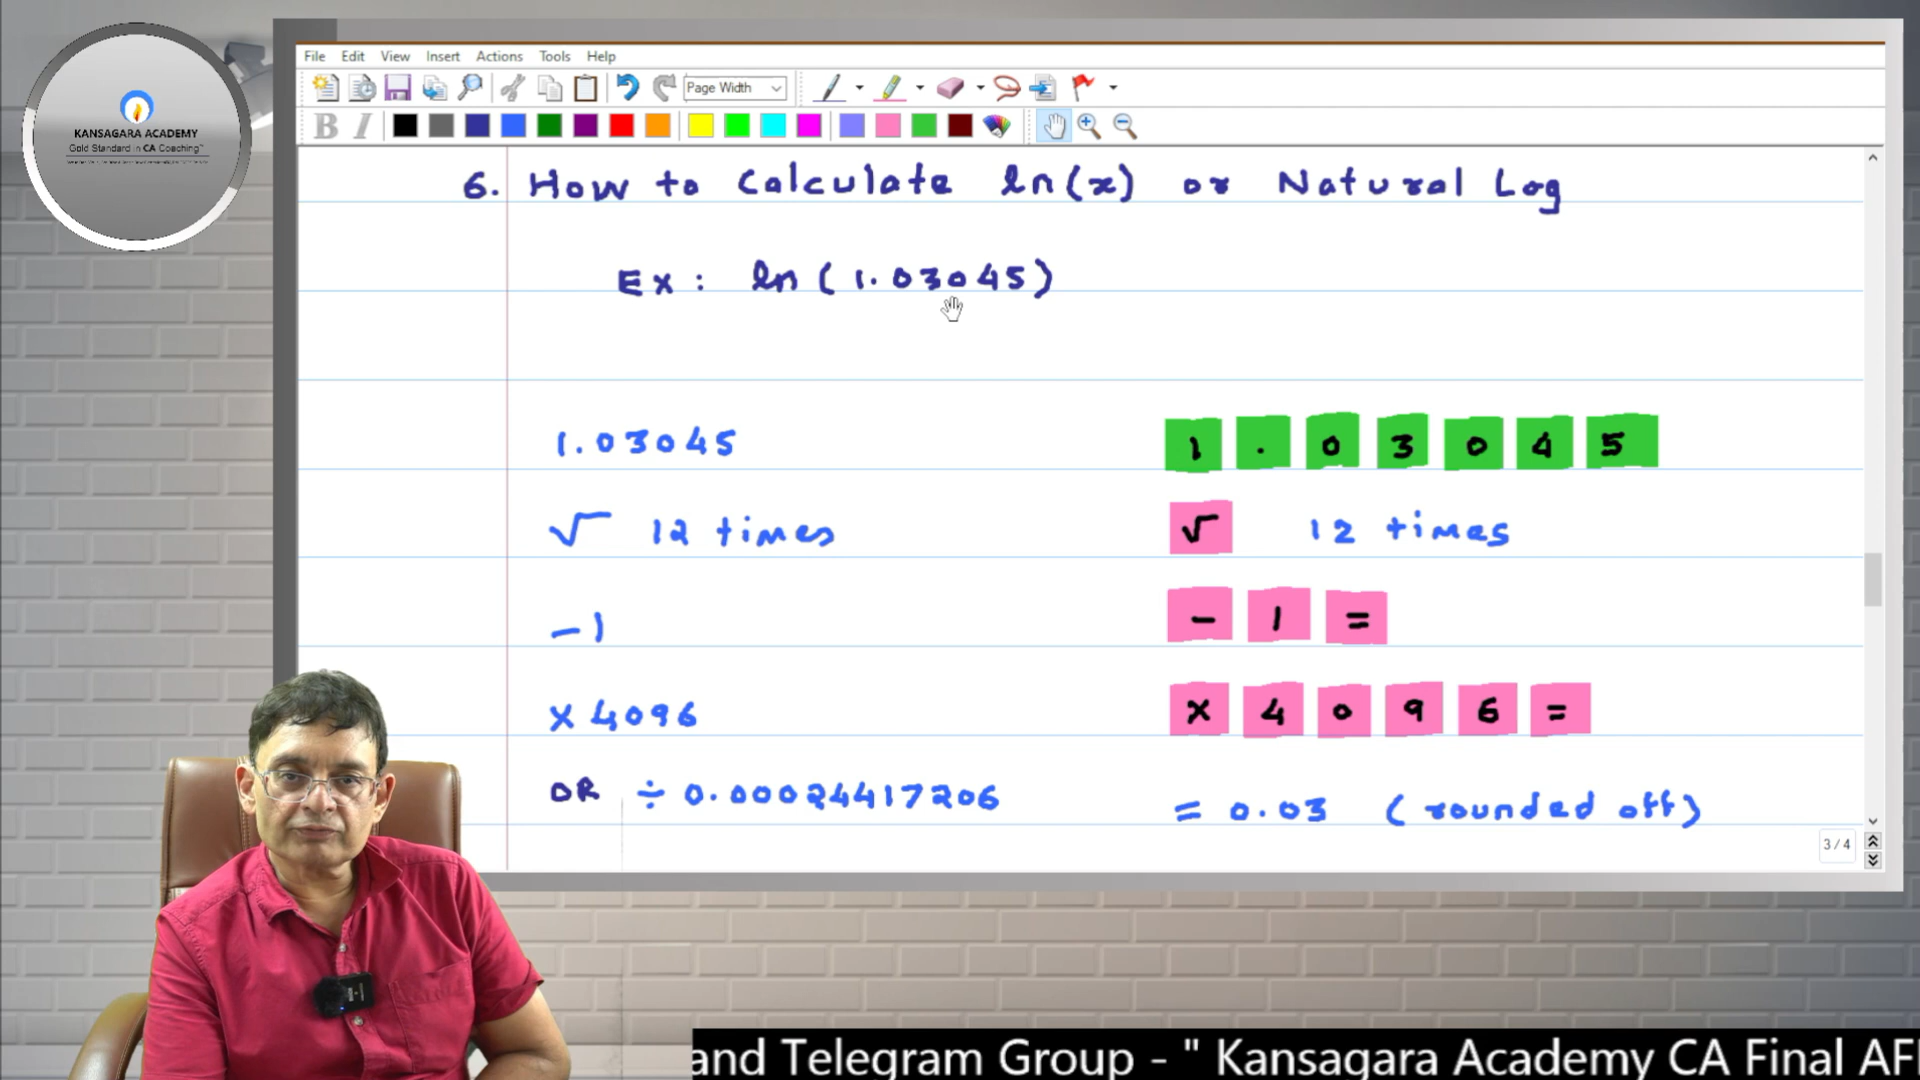 KANSAGARA ACADEMY
Gold Standard in CA Coaching™
File Edit View Insert Actions Tools Help
Page Width
B I
6. How to Calculate ln(x) or Natural Log
Ex: ln(1.03045)
1.03045
1 . 0 3 0 4 5
√ 12 times
√ 12 times
-1
- 1 =
x 4096
x 4 0 9 6 =
OR ÷ 0.00024417206
= 0.03 (rounded off)
3 / 4
and Telegram Group - " Kansagara Academy CA Final AF